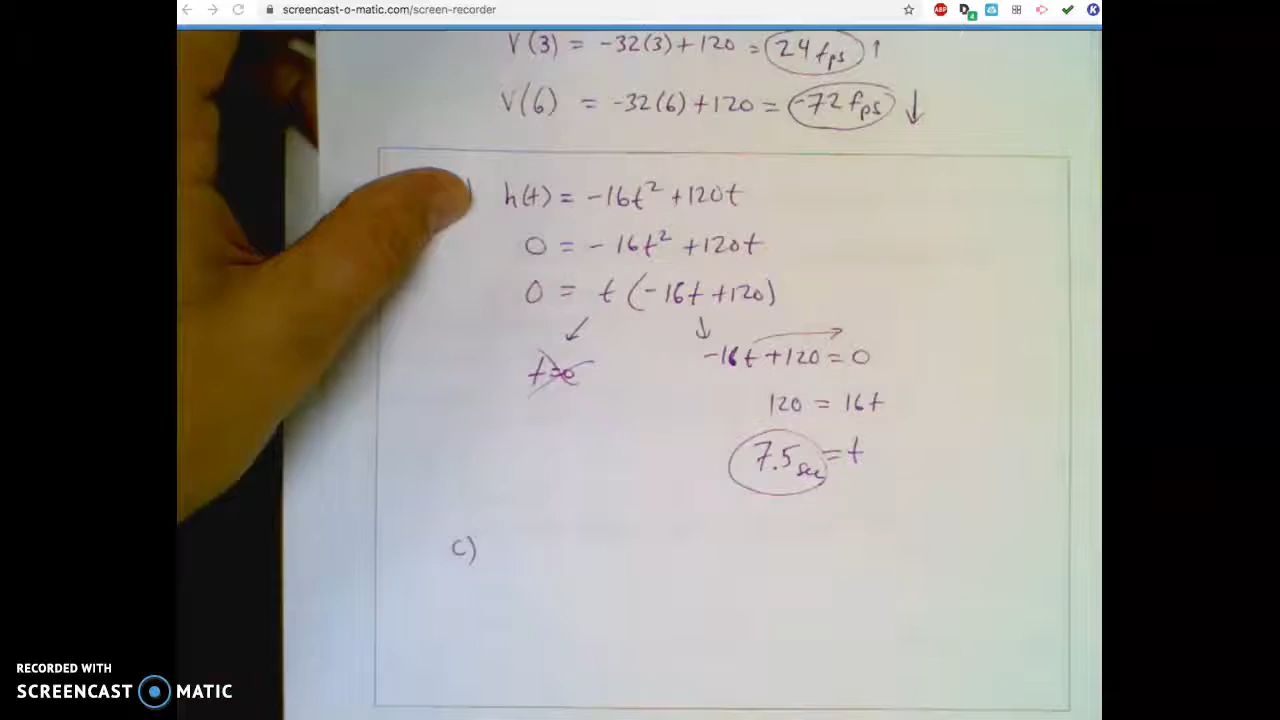 screencast-o-matic.com/screen-recorder
V(3) = -32(3)+120 = 24 fps ↑
V(6) = -32(6)+120 = -72 fps ↓
h(t) = -16t² +120t
0 = -16t² +120t
0 = t(-16t +120)
t=0
-16t +120 = 0
120 = 16t
7.5 sec = t
c)
RECORDED WITH
SCREENCAST MATIC